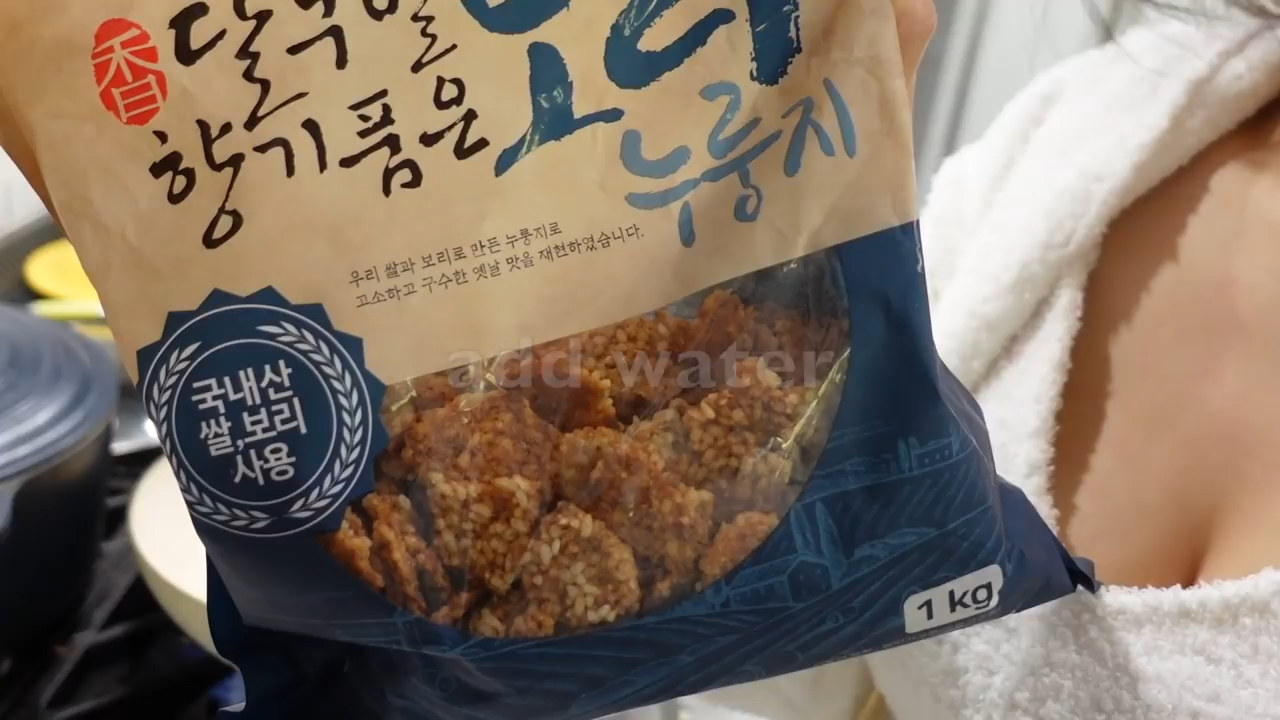 香
향기 품은
누룽지
우리 쌀과 보리로 만든 누룽지로
고소하고 구수한 옛날 맛을 재현하였습니다.
국내산
쌀,보리
사용
add water
1 kg